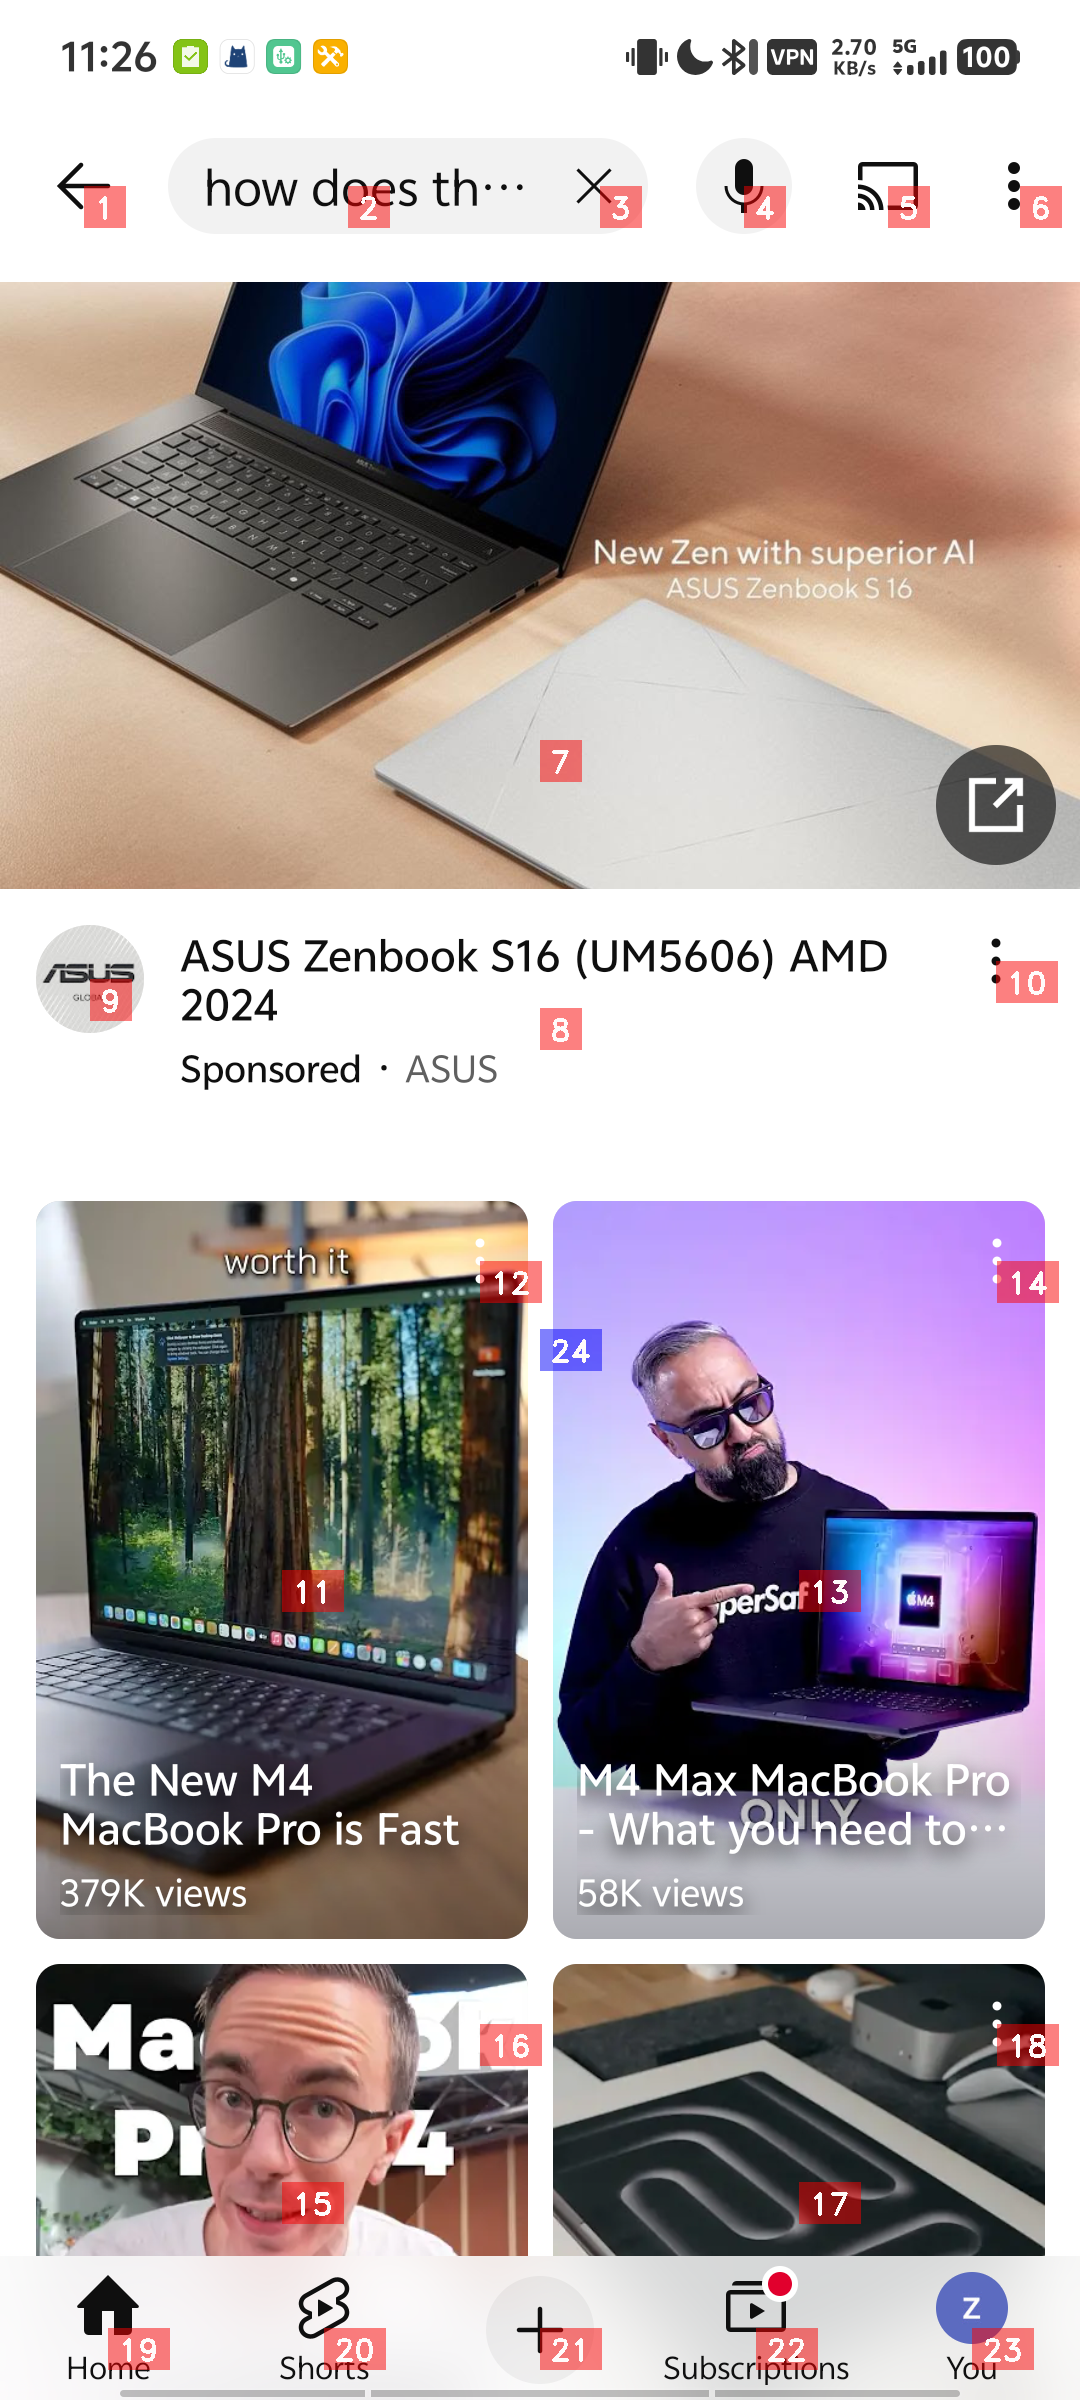 11:26
VPN 2.70 KB/s 5G 100
how does th...
1 2 3 4 5 6
New Zen with superior AI
ASUS Zenbook S 16
7
ASUS
9
ASUS Zenbook S16 (UM5606) AMD
2024
10
8
Sponsored · ASUS
worth it
12
14
24
11
13
M4
The New M4
MacBook Pro is Fast
379K views
M4 Max MacBook Pro
- What you need to...
ONLY
58K views
16
18
15
17
19 20 21 22 23
Home Shorts Subscriptions You
Z